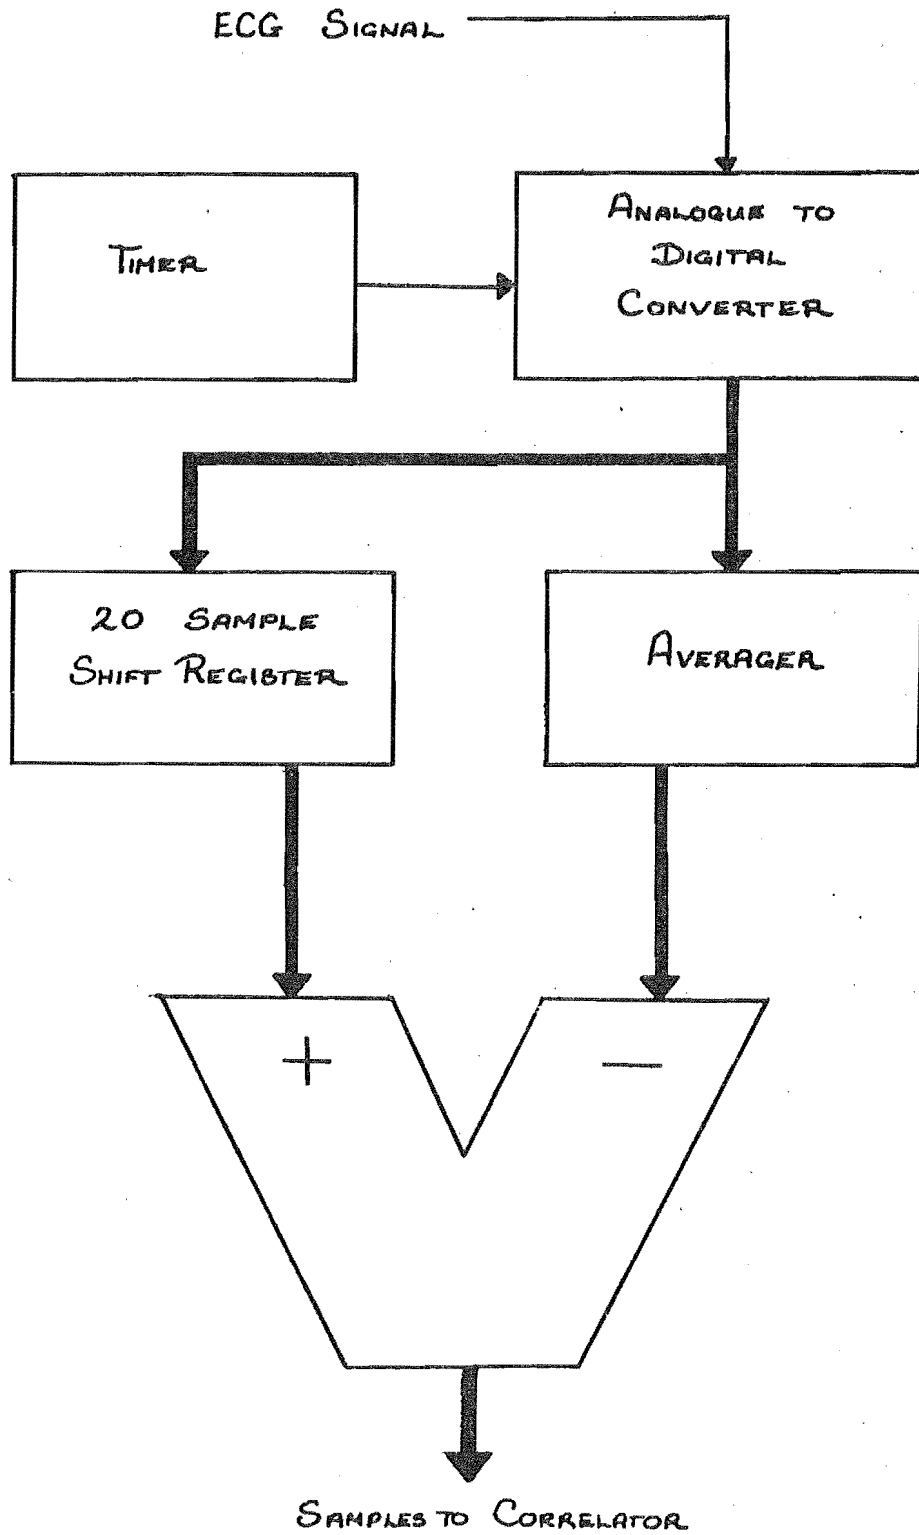 ECG SIGNAL
TIMER
ANALOGUE TO
DIGITAL
CONVERTER
20 SAMPLE
SHIFT REGISTER
AVERAGER
+
—
SAMPLES TO CORRELATOR